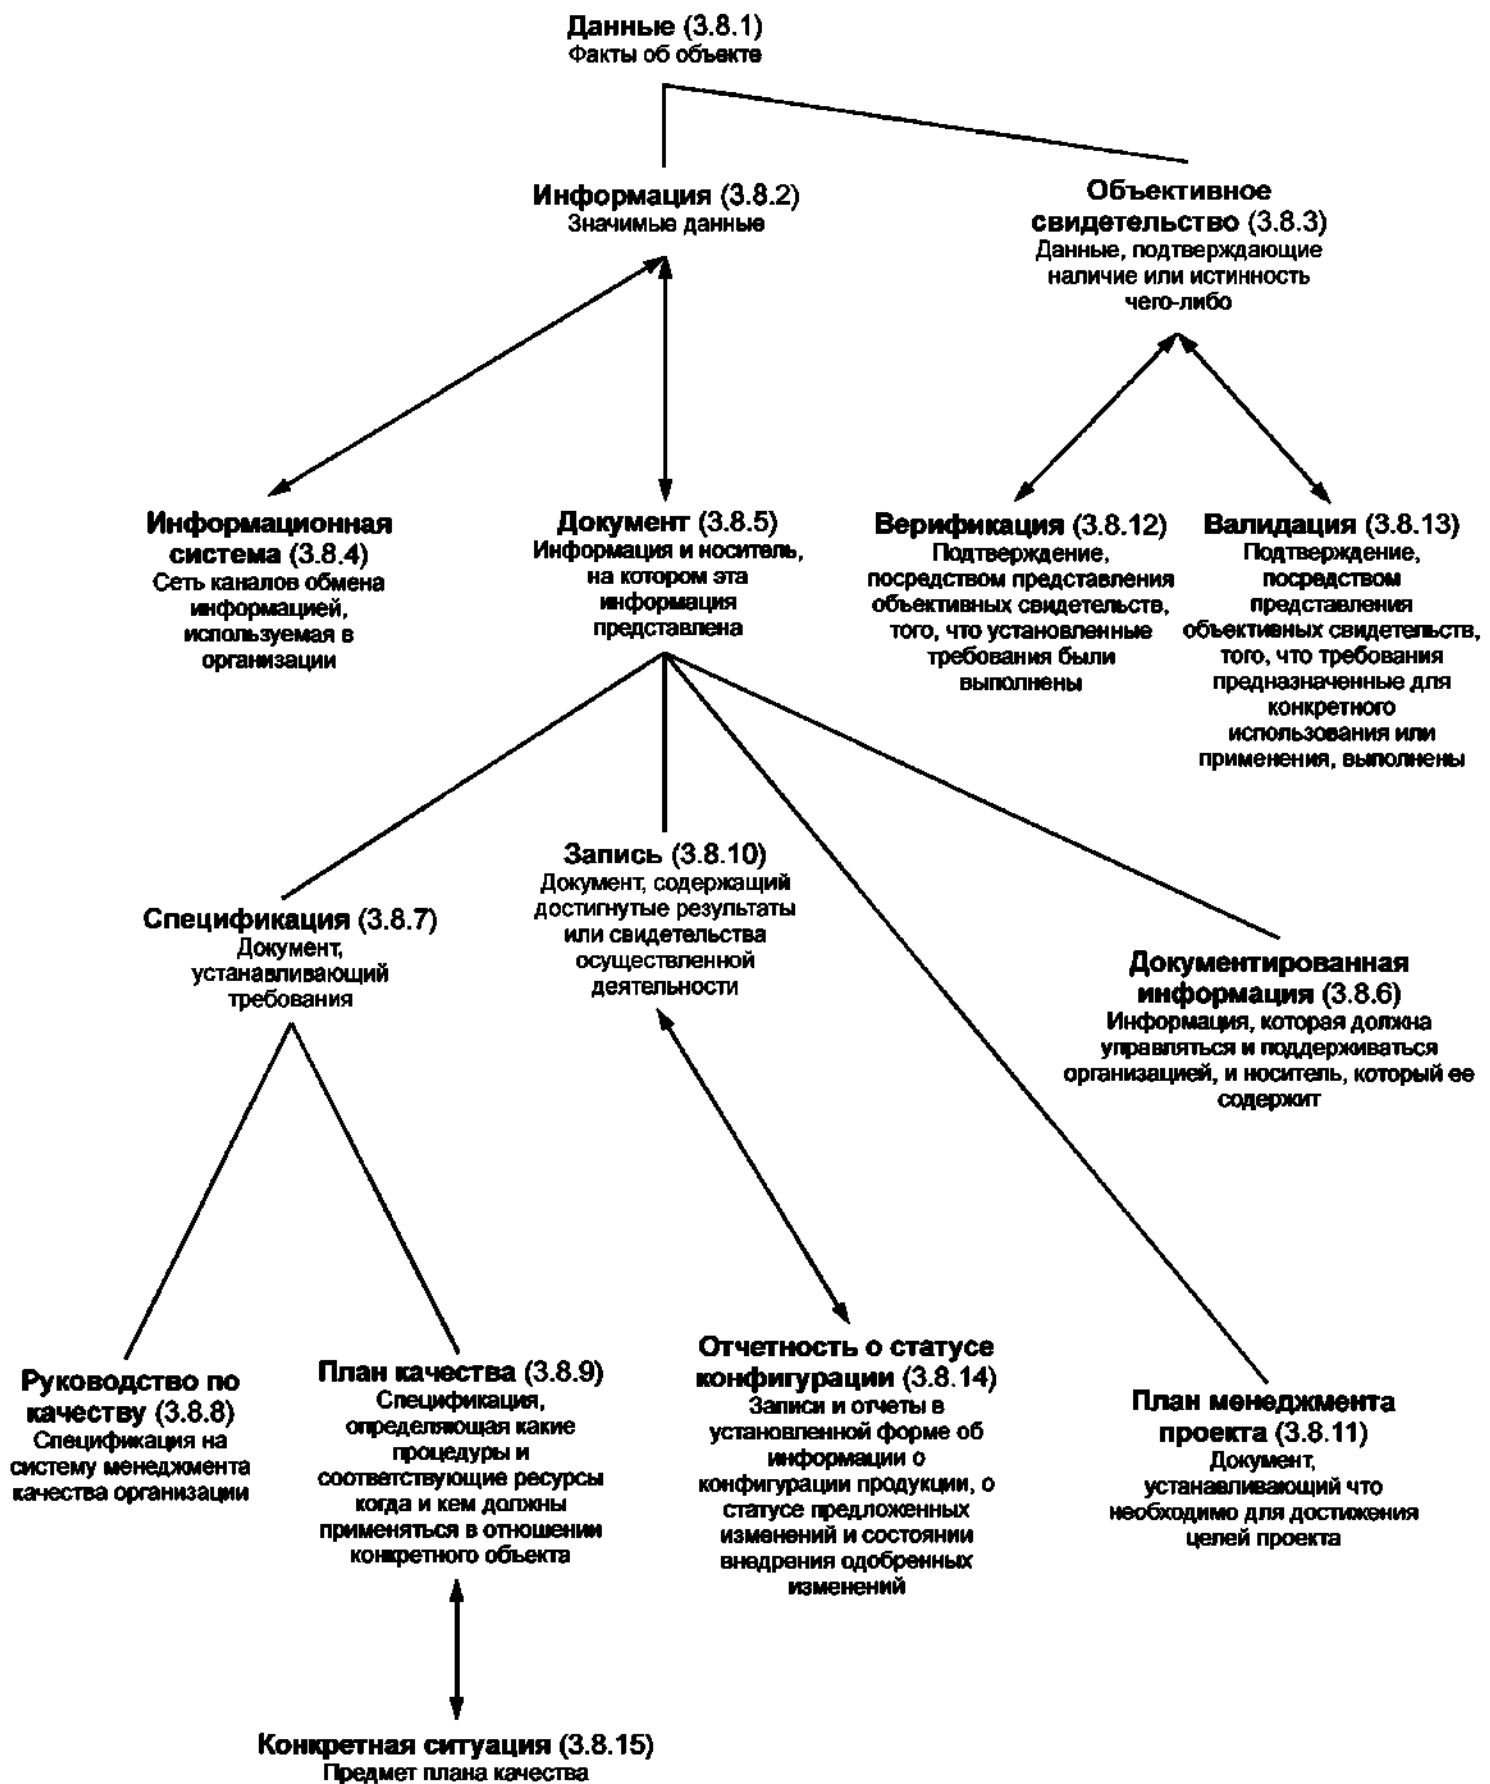 Данные (3.8.1)
Факты об объекте
Информация (3.8.2)
Значимые данные
Объективное
свидетельство (3.8.3)
Данные, подтверждающие
наличие или истинность
чего-либо
Информационная
система (3.8.4)
Сеть каналов обмена
информацией,
используемая в
организации
Документ (3.8.5)
Информация и носитель,
на котором эта
информация
представлена
Верификация (3.8.12)
Подтверждение,
посредством представления
объективных свидетельств,
того, что установленные
требования были
выполнены
Валидация (3.8.13)
Подтверждение,
посредством
представления
объективных свидетельств,
того, что требования
предназначенные для
конкретного
использования или
применения, выполнены
Спецификация (3.8.7)
Документ,
устанавливающий
требования
Запись (3.8.10)
Документ, содержащий
достигнутые результаты
или свидетельства
осуществленной
деятельности
Документированная
информация (3.8.6)
Информация, которая должна
управляться и поддерживаться
организацией, и носитель, который ее
содержит
Руководство по
качеству (3.8.8)
Спецификация на
систему менеджмента
качества организации
План качества (3.8.9)
Спецификация,
определяющая какие
процедуры и
соответствующие ресурсы
когда и кем должны
применяться в отношении
конкретного объекта
Отчетность о статусе
конфигурации (3.8.14)
Записи и отчеты в
установленной форме об
информации о
конфигурации продукции, о
статусе предложенных
изменений и состоянии
внедрения одобренных
изменений
План менеджмента
проекта (3.8.11)
Документ,
устанавливающий что
необходимо для достижения
целей проекта
Конкретная ситуация (3.8.15)
Предмет плана качества